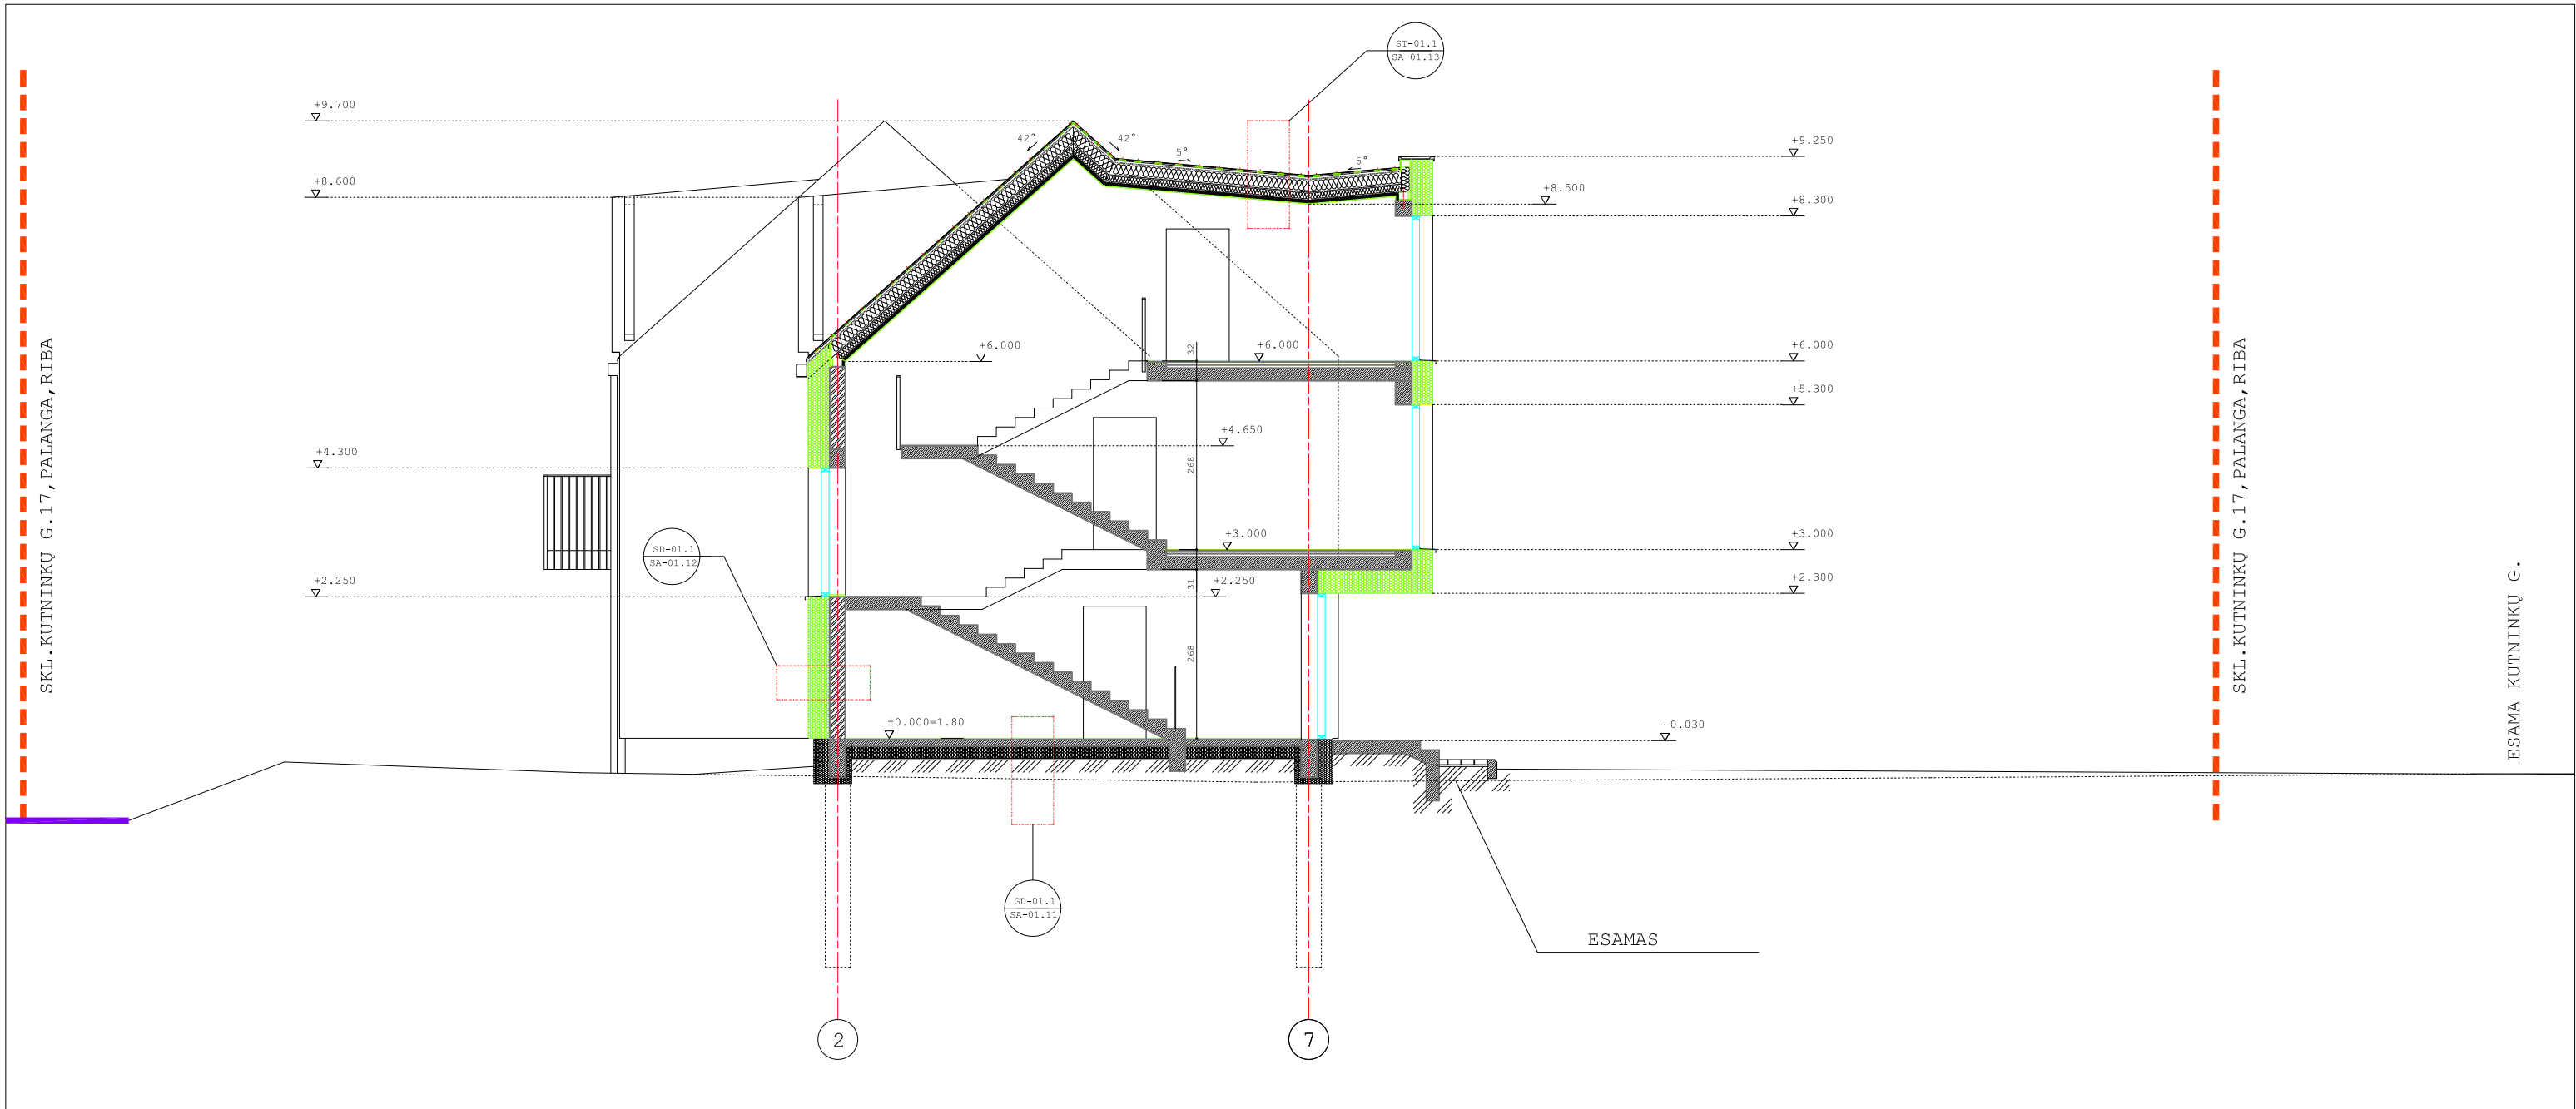 ST-01.1
SA-01.13
+9.700
42°
42°
5°
5°
+9.250
+8.600
+8.500
+8.300
+6.000
32
+6.000
+6.000
+5.300
+4.650
+4.300
268
+3.000
+3.000
SD-01.1
SA-01.12
+2.250
31
+2.250
+2.300
268
±0.000=1.80
-0.030
GD-01.1
SA-01.11
ESAMAS
2
7
SKL.KUTNINKŲ G.17,PALANGA,RIBA
SKL.KUTNINKŲ G.17,PALANGA,RIBA
ESAMA KUTNINKŲ G.